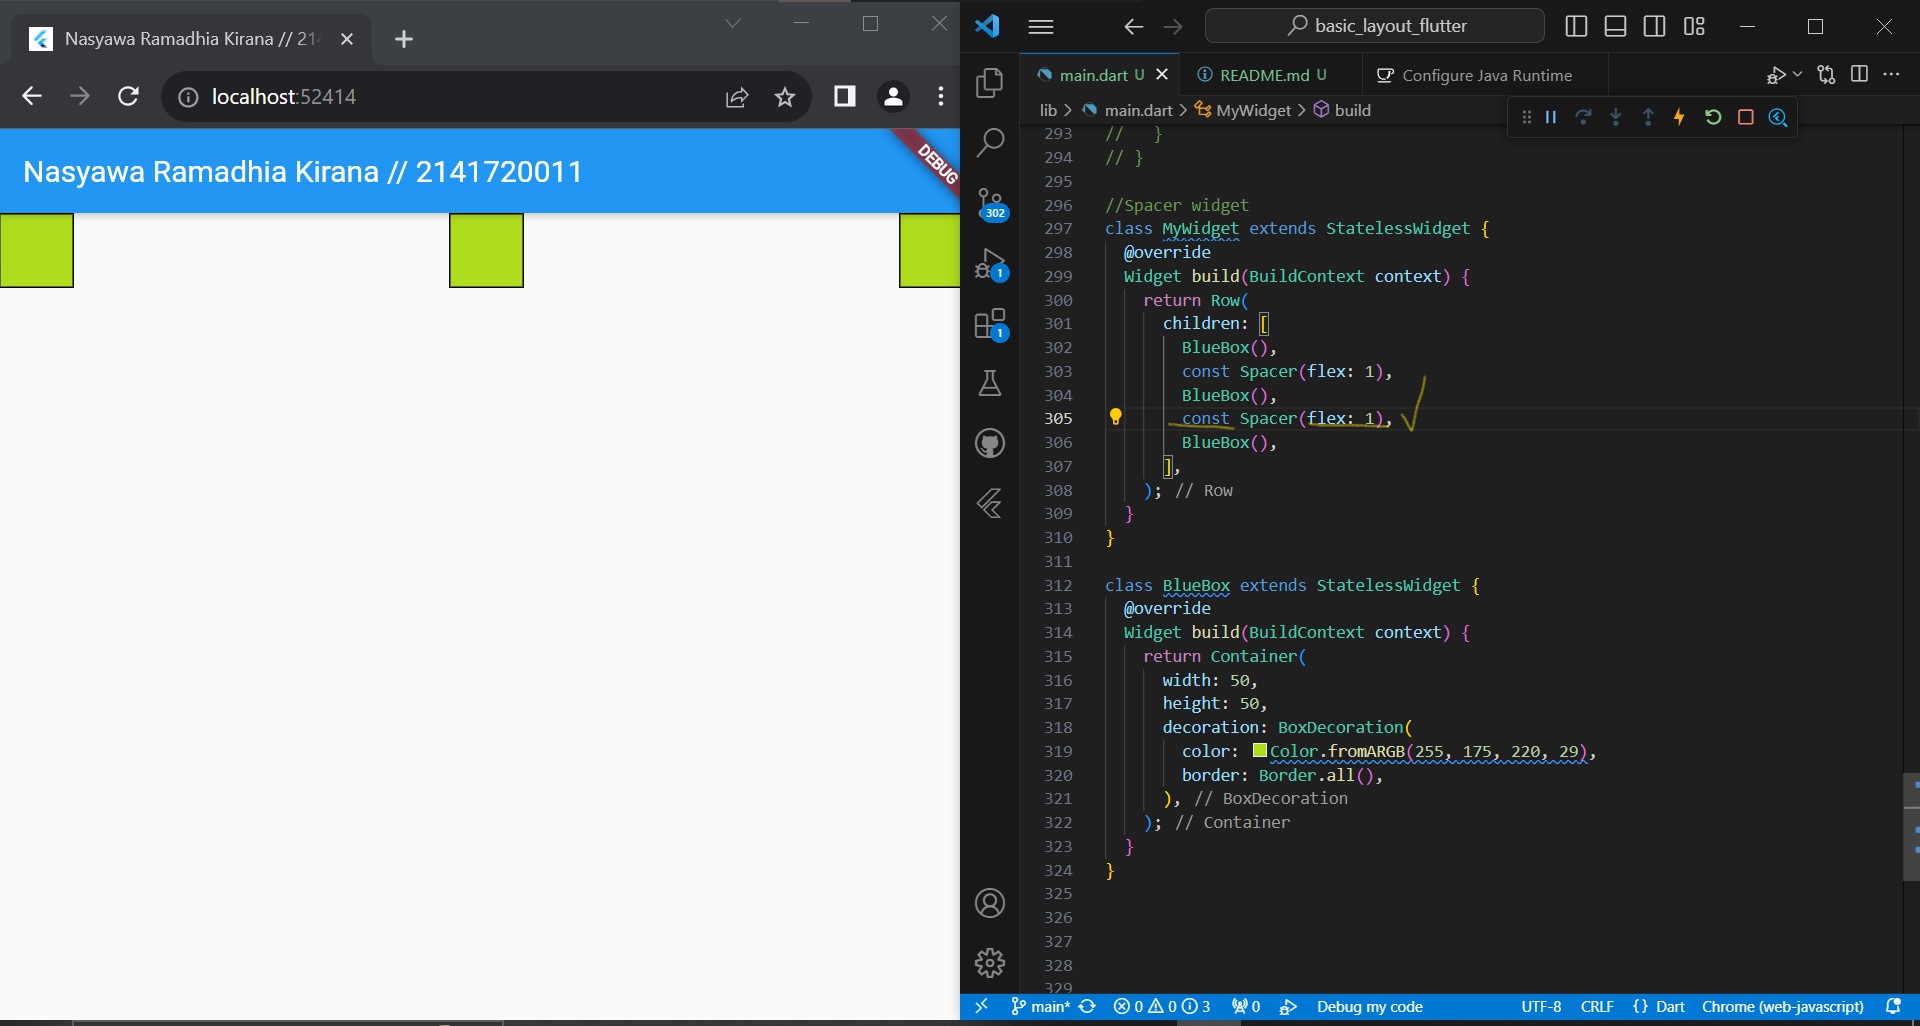 Nasyawa Ramadhia Kirana // 21
localhost:52414
Nasyawa Ramadhia Kirana // 2141720011
DEBUG
basic_layout_flutter
main.dart U
README.md U
Configure Java Runtime
lib > main.dart > MyWidget > build
302
1
1
293 //   }
294 // }
295
296 //Spacer widget
297 class MyWidget extends StatelessWidget {
298   @override
299   Widget build(BuildContext context) {
300     return Row(
301       children: [
302         BlueBox(),
303         const Spacer(flex: 1),
304         BlueBox(),
305         const Spacer(flex: 1),
306         BlueBox(),
307       ],
308     ); // Row
309   }
310 }
311
312 class BlueBox extends StatelessWidget {
313   @override
314   Widget build(BuildContext context) {
315     return Container(
316       width: 50,
317       height: 50,
318       decoration: BoxDecoration(
319         color: Color.fromARGB(255, 175, 220, 29),
320         border: Border.all(),
321       ), // BoxDecoration
322     ); // Container
323   }
324 }
325
326
327
328
329
main* 0 0 3 0 Debug my code UTF-8 CRLF {} Dart Chrome (web-javascript)